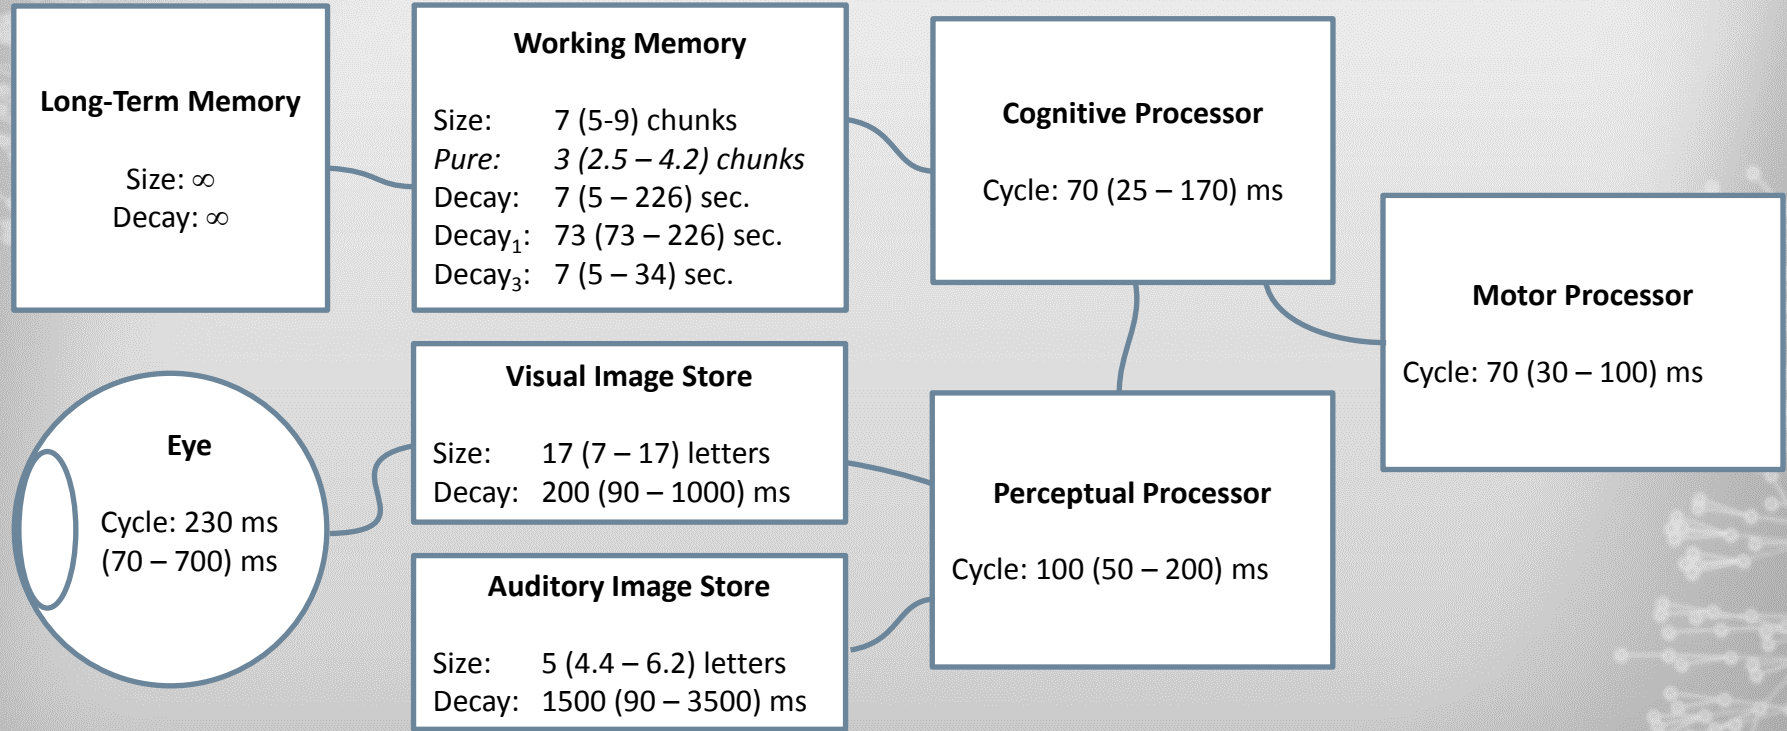 Long-Term Memory
Size: ∞
Decay: ∞
Working Memory
Size: 7 (5-9) chunks
Pure: 3 (2.5 – 4.2) chunks
Decay: 7 (5 – 226) sec.
Decay₁: 73 (73 – 226) sec.
Decay₃: 7 (5 – 34) sec.
Cognitive Processor
Cycle: 70 (25 – 170) ms
Motor Processor
Cycle: 70 (30 – 100) ms
Eye
Cycle: 230 ms
(70 – 700) ms
Visual Image Store
Size: 17 (7 – 17) letters
Decay: 200 (90 – 1000) ms
Auditory Image Store
Size: 5 (4.4 – 6.2) letters
Decay: 1500 (90 – 3500) ms
Perceptual Processor
Cycle: 100 (50 – 200) ms